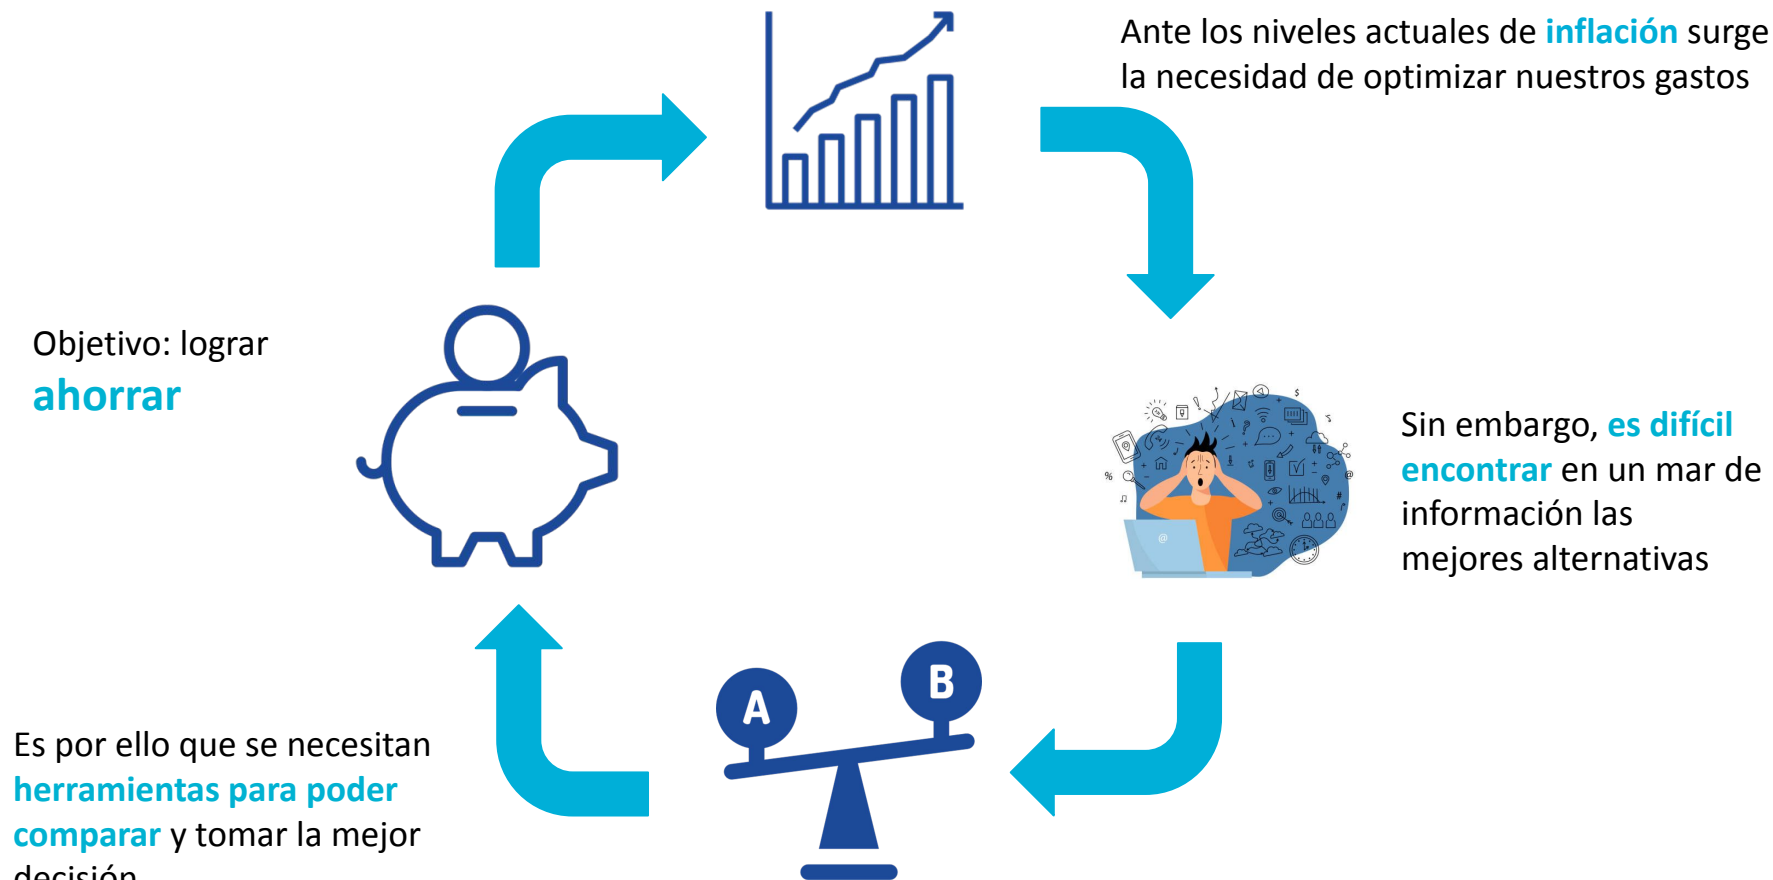 Ante los niveles actuales de inflación surge
la necesidad de optimizar nuestros gastos
Objetivo: lograr
ahorrar
Sin embargo, es difícil
encontrar en un mar de
información las
mejores alternativas
A
B
Es por ello que se necesitan
herramientas para poder
comparar y tomar la mejor
decisión